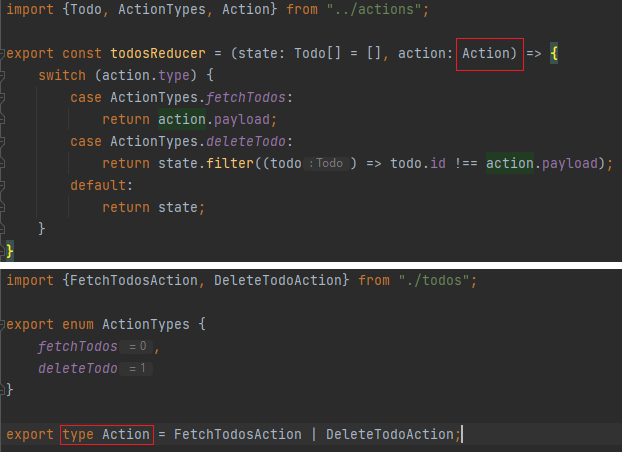 import {Todo, ActionTypes, Action} from "../actions";
export const todosReducer = (state: Todo[] = [], action: Action) => {
switch (action.type) {
case ActionTypes.fetchTodos:
return action.payload;
case ActionTypes.deleteTodo:
return state.filter((todo : Todo ) => todo.id !== action.payload);
default:
return state;
}
}
import {FetchTodosAction, DeleteTodoAction} from "./todos";
export enum ActionTypes {
fetchTodos = 0 ,
deleteTodo = 1
}
export type Action = FetchTodosAction | DeleteTodoAction;